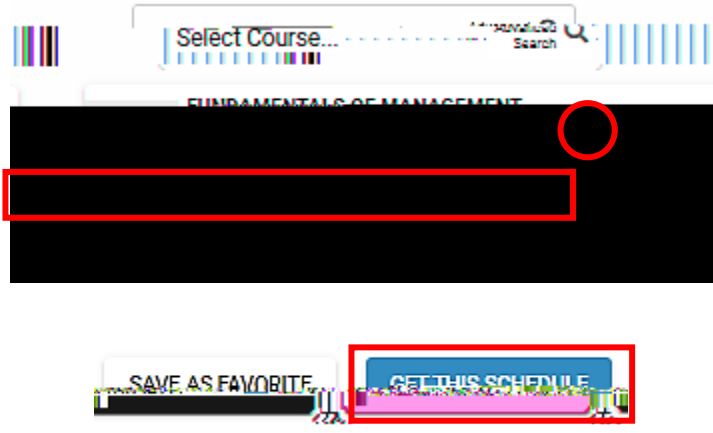 Select Course...
Advanced
Search
FUNDAMENTALS OF MANAGEMENT
SAVE AS FAVORITE
GET THIS SCHEDULE